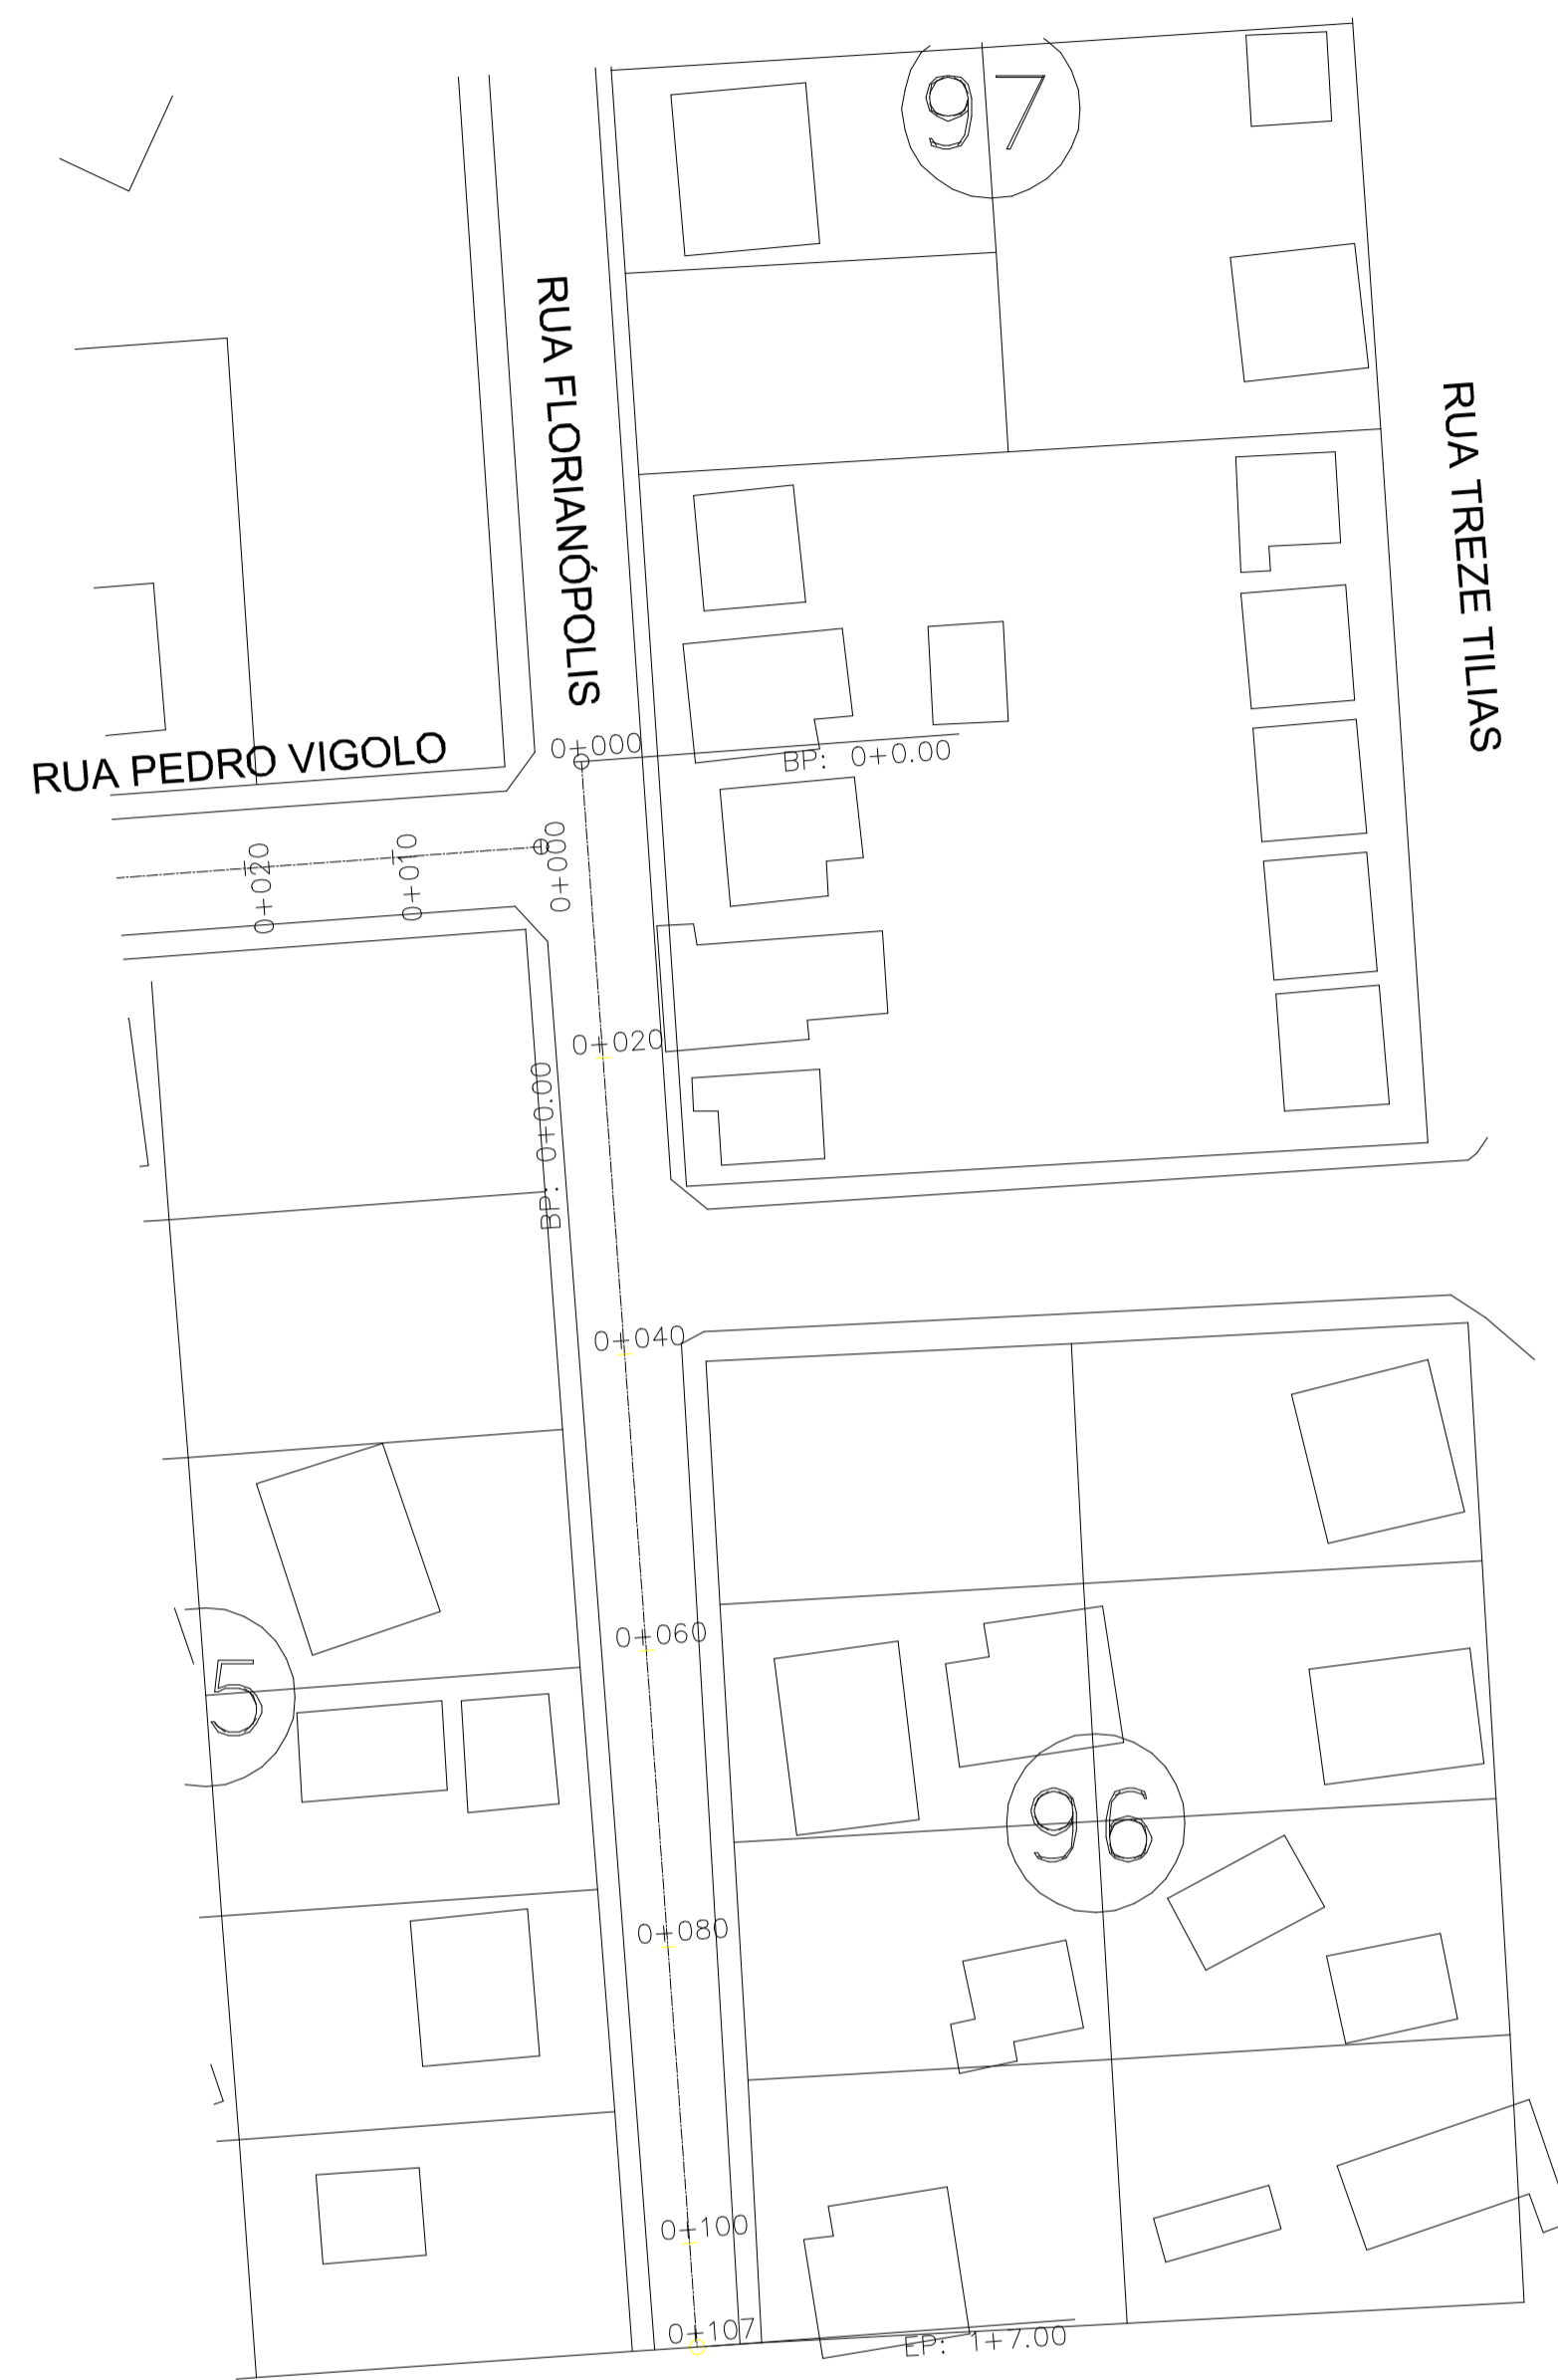 97
RUA FLORIANÓPOLIS
RUA TREZE TILIAS
RUA PEDRO VIGOLO
0+000
BP: 0+0.00
0+020
0+010
0+000
0+020
BP: 0+0.00
0+040
0+060
5
96
0+080
0+100
0+107
EP: 1+7.00